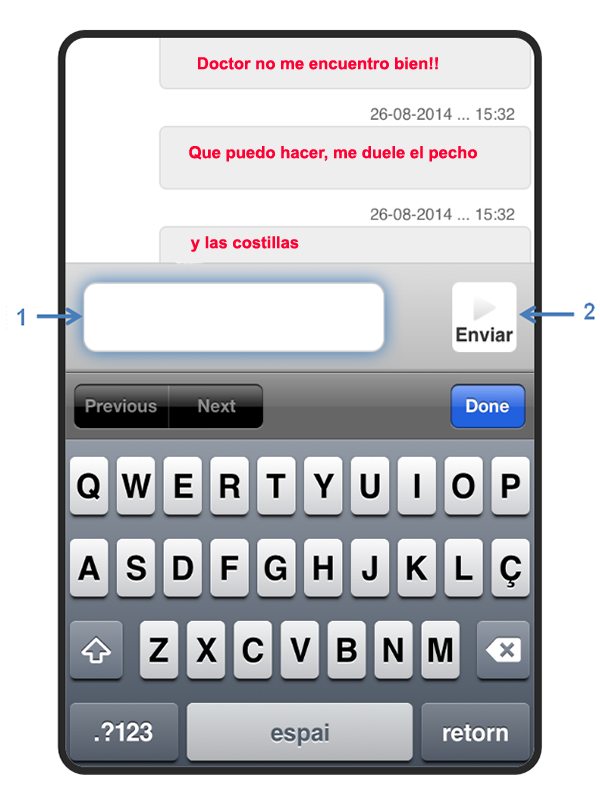 Doctor no me encuentro bien!!
26-08-2014 ... 15:32
Que puedo hacer, me duele el pecho
26-08-2014 ... 15:32
y las costillas
1
2
Enviar
Previous Next Done
Q W E R T Y U I O P
A S D F G H J K L Ç
Z X C V B N M
.?123 espai retorn